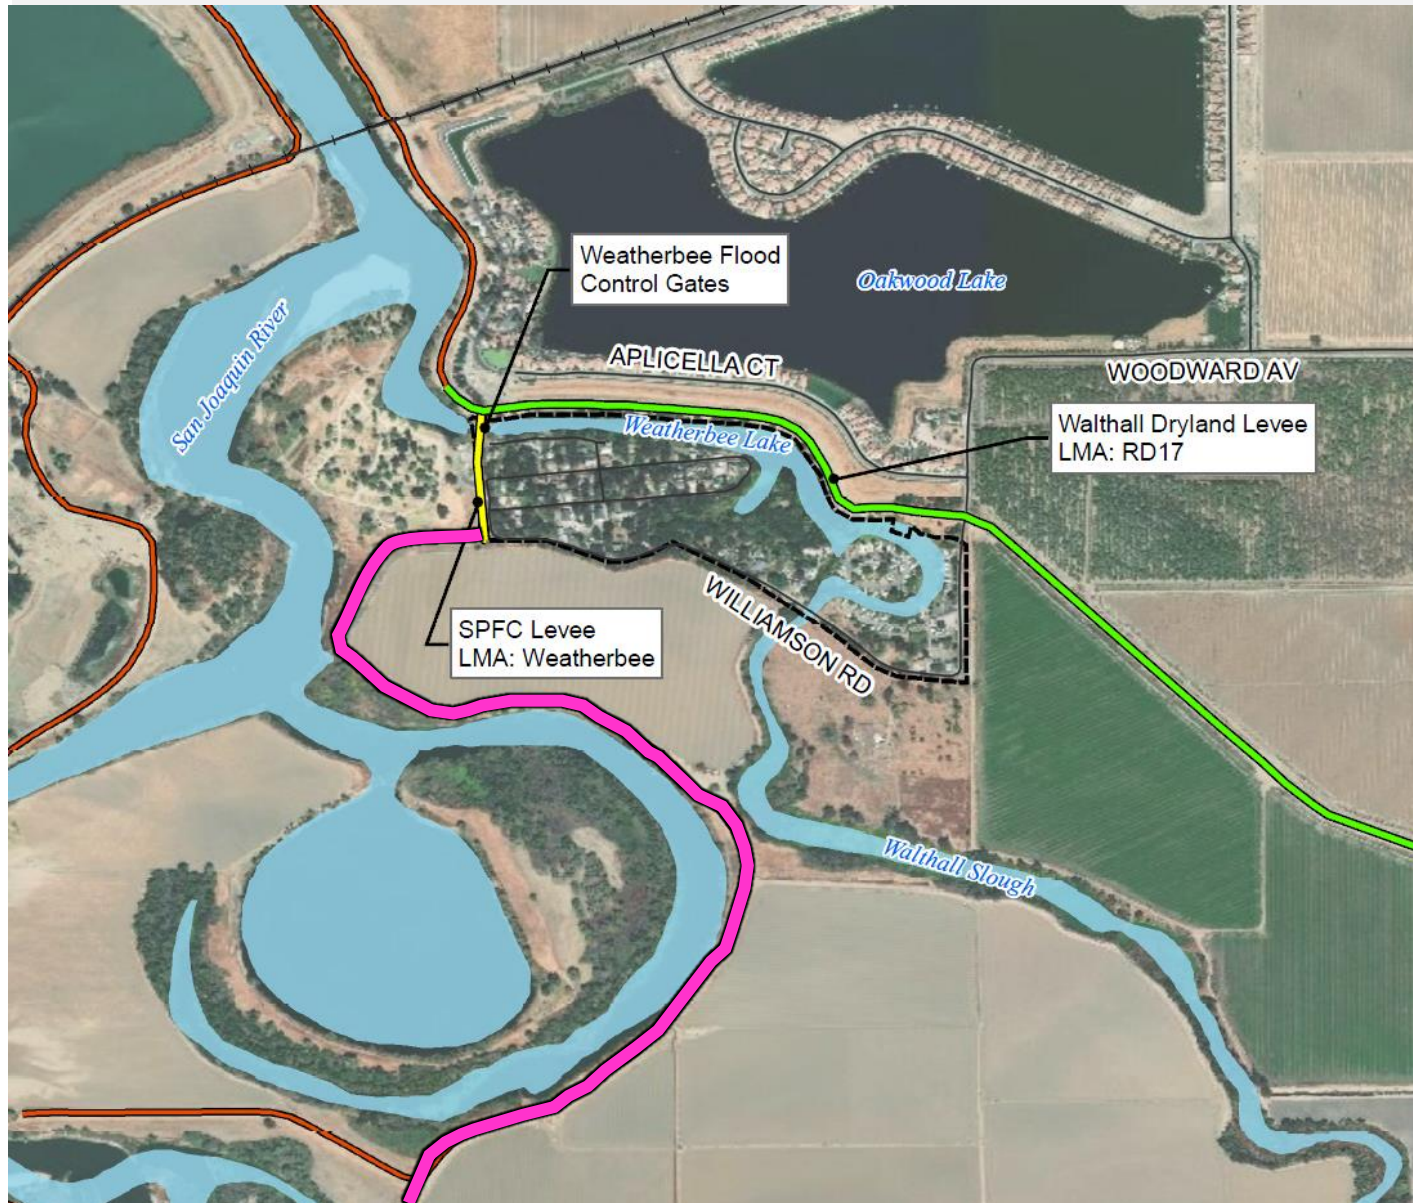 Weatherbee Flood
Control Gates
Oakwood Lake
San Joaquin River
APLICELLA CT
WOODWARD AV
Weatherbee Lake
Walthall Dryland Levee
LMA: RD17
SPFC Levee
LMA: Weatherbee
WILLIAMSON RD
Walthall Slough